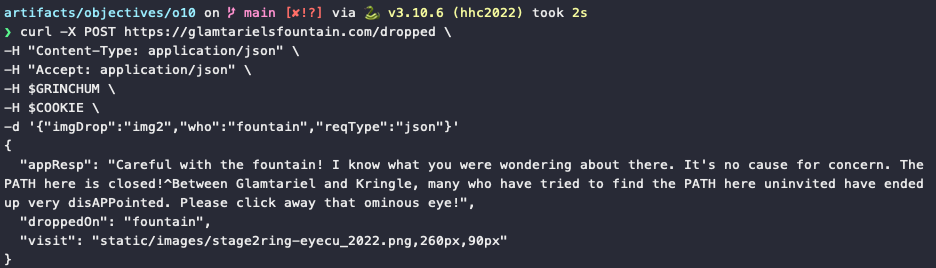 artifacts/objectives/o10 on main [✘!?] via 🐍 v3.10.6 (hhc2022) took 2s
❯ curl -X POST https://glamtarielsfountain.com/dropped \
-H "Content-Type: application/json" \
-H "Accept: application/json" \
-H $GRINCHUM \
-H $COOKIE \
-d '{"imgDrop":"img2","who":"fountain","reqType":"json"}'
{
  "appResp": "Careful with the fountain! I know what you were wondering about there. It's no cause for concern. The
PATH here is closed!^Between Glamtariel and Kringle, many who have tried to find the PATH here uninvited have ended
up very disAPPointed. Please click away that ominous eye!",
  "droppedOn": "fountain",
  "visit": "static/images/stage2ring-eyecu_2022.png,260px,90px"
}